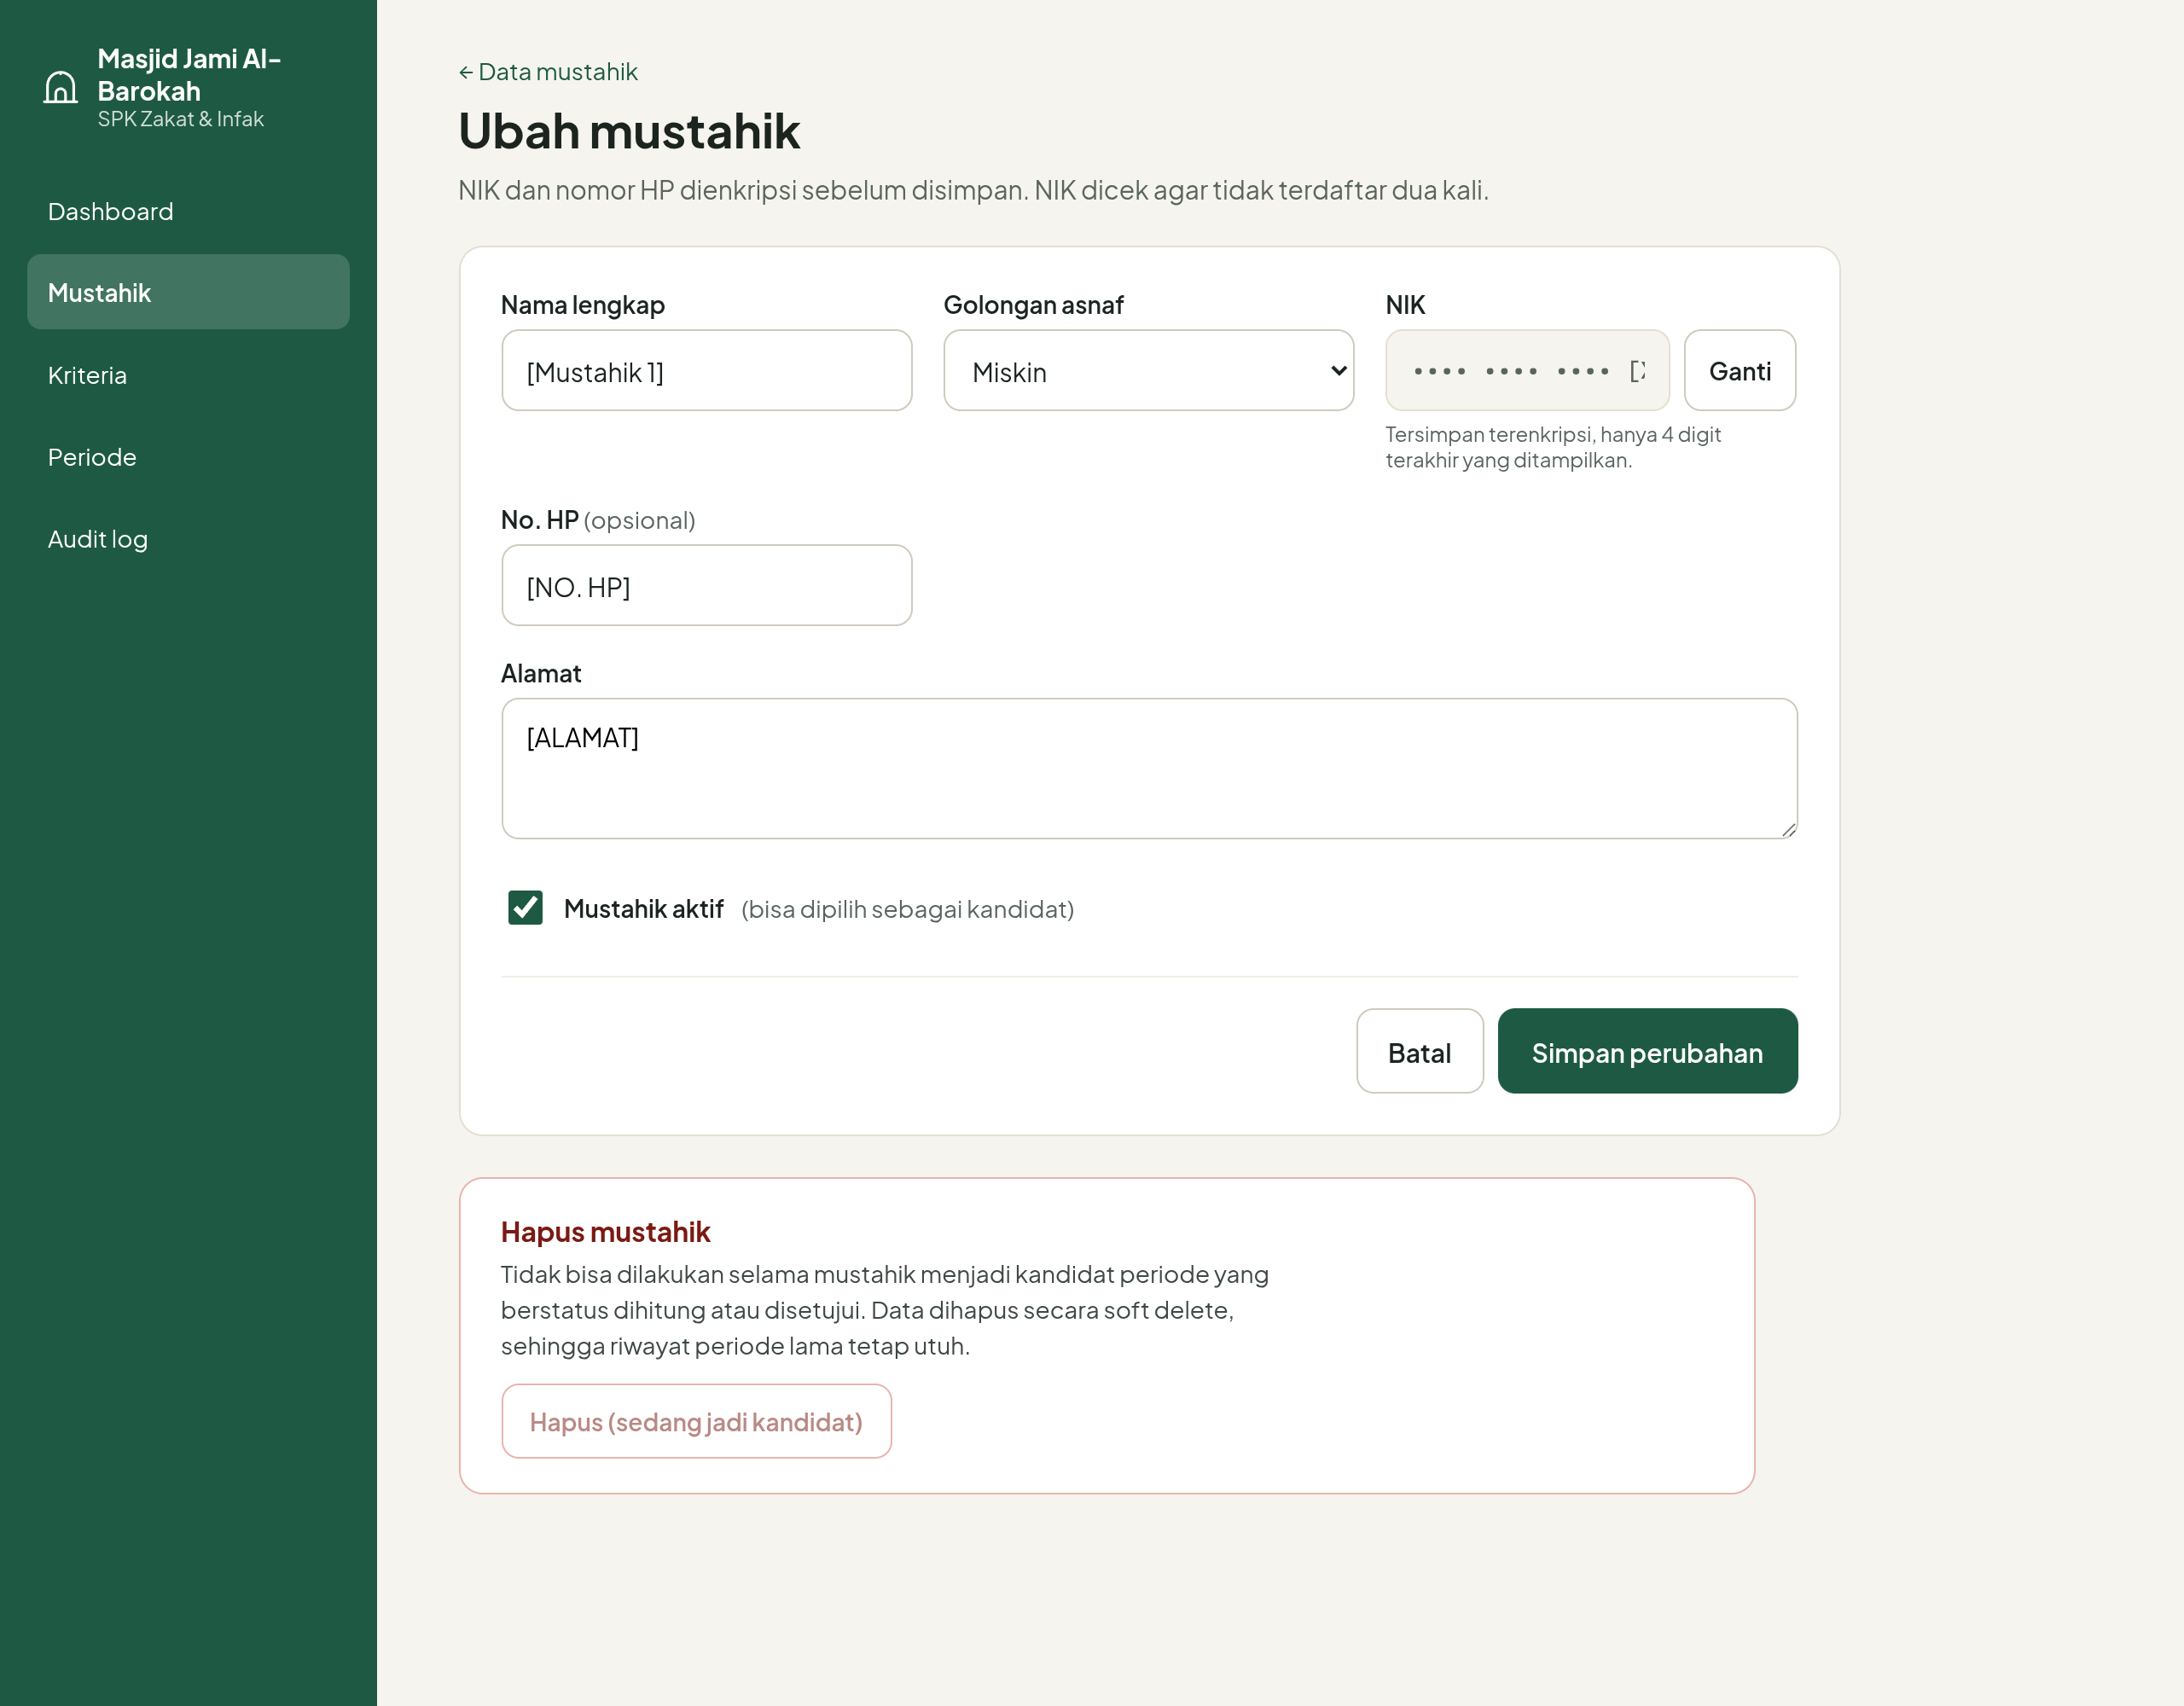 Masjid Jami Al-
Barokah
SPK Zakat & Infak
Dashboard
Mustahik
Kriteria
Periode
Audit log
← Data mustahik
Ubah mustahik
NIK dan nomor HP dienkripsi sebelum disimpan. NIK dicek agar tidak terdaftar dua kali.
Nama lengkap
[Mustahik 1]
Golongan asnaf
Miskin
NIK
•••• •••• •••• [
Ganti
Tersimpan terenkripsi, hanya 4 digit
terakhir yang ditampilkan.
No. HP (opsional)
[NO. HP]
Alamat
[ALAMAT]
Mustahik aktif (bisa dipilih sebagai kandidat)
Batal
Simpan perubahan
Hapus mustahik
Tidak bisa dilakukan selama mustahik menjadi kandidat periode yang
berstatus dihitung atau disetujui. Data dihapus secara soft delete,
sehingga riwayat periode lama tetap utuh.
Hapus (sedang jadi kandidat)